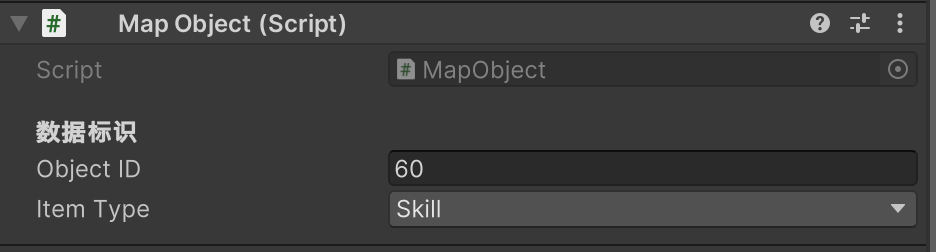 Map Object (Script)
Script MapObject
数据标识
Object ID 60
Item Type Skill